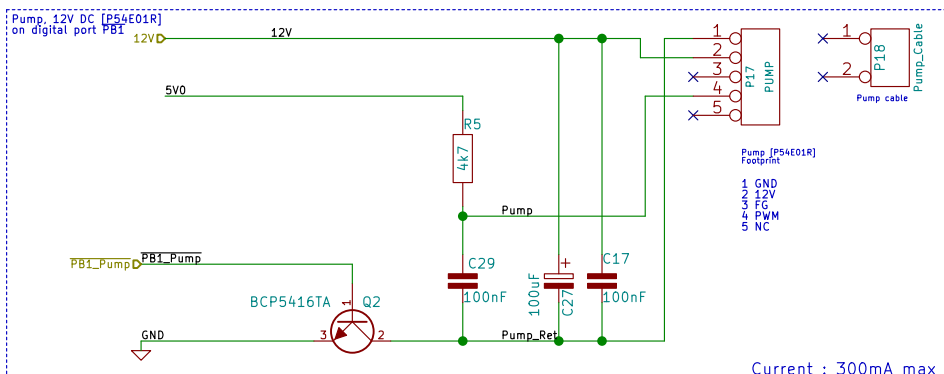 Pump, 12V DC [P54E01R]
on digital port PB1
12V
12V
5V0
R5
4k7
Pump
PB1_Pump
PB1_Pump
BCP5416TA
Q2
1
3
2
GND
C29
100nF
100uF
+
C27
C17
100nF
Pump_Ret
1
2
3
4
5
P17
PUMP
1
2
P18
Pump_Cable
Pump cable
Pump [P54E01R]
Footprint
1 GND
2 12V
3 FG
4 PWM
5 NC
Current : 300mA max